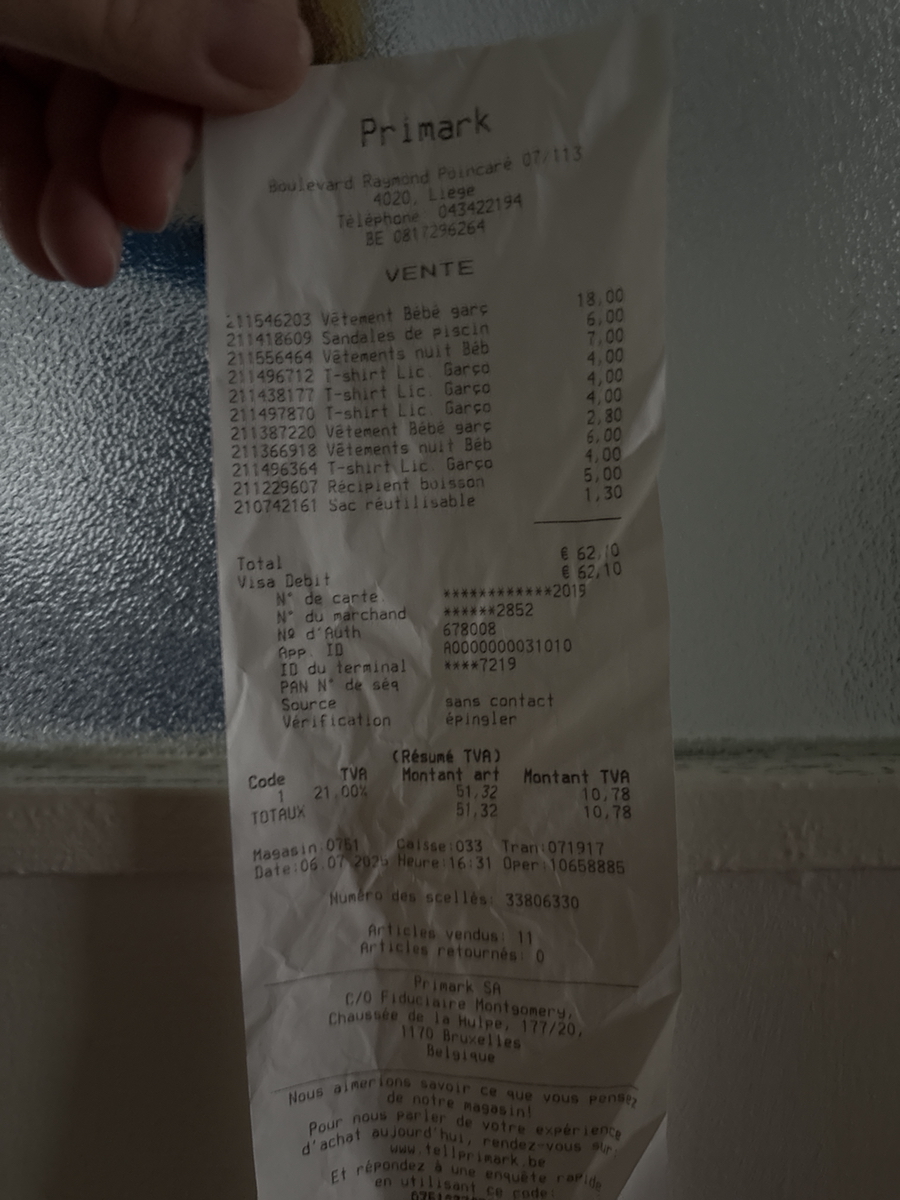 Primark
Boulevard Raymond Poincaré 07/113
4020, Liege
Téléphone: 043422194
BE 0817296264
VENTE
211546203 Vêtement Bébé garç 18,00
211418609 Sandales de piscin 6,00
211556464 Vêtements nuit Béb 7,00
211496712 T-shirt Lic. Garço 4,00
211438177 T-shirt Lic. Garço 4,00
211497870 T-shirt Lic. Garço 4,00
211387220 Vêtement Bébé garç 2,80
211366918 Vêtements nuit Béb 6,00
211496364 T-shirt Lic. Garço 4,00
211229607 Récipient boisson 5,00
210742161 Sac réutilisable 1,30
Total € 62,10
Visa Debit € 62,10
N° de carte. ************2019
N° du marchand ******2852
Nº d'Auth 678008
App. ID A0000000031010
ID du terminal ****7219
PAN N° de séq
Source sans contact
Vérification épingler
(Résumé TVA)
Code TVA Montant art Montant TVA
1 21,00% 51,32 10,78
TOTAUX 51,32 10,78
Magasin:0761 Caisse:033 Tran:071917
Date:06.07 Heure:16:31 Oper:10658885
Numéro des scellés: 33806330
Articles vendus: 11
Articles retournés: 0
Primark SA
C/O Fiduciaire Montgomery,
Chaussée de la Hulpe, 177/20,
1170 Bruxelles
Belgique
Nous aimerions savoir ce que vous pensez
de notre magasin!
Pour nous parler de votre expérience
d'achat aujourd'hui, rendez-vous sur:
www.tellprimark.be
Et répondez à une enquête rapide
en utilisant ce code: